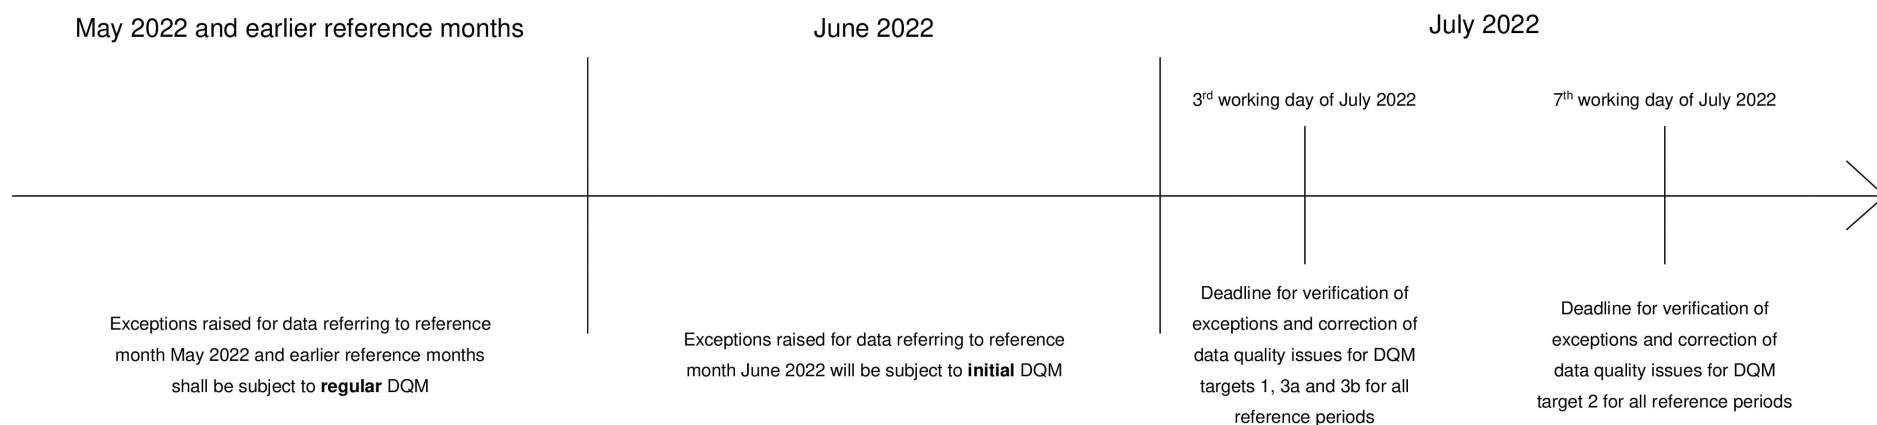 May 2022 and earlier reference months
June 2022
July 2022
3rd working day of July 2022
7th working day of July 2022
Exceptions raised for data referring to reference
month May 2022 and earlier reference months
shall be subject to regular DQM
Exceptions raised for data referring to reference
month June 2022 will be subject to initial DQM
Deadline for verification of
exceptions and correction of
data quality issues for DQM
targets 1, 3a and 3b for all
reference periods
Deadline for verification of
exceptions and correction of
data quality issues for DQM
target 2 for all reference periods